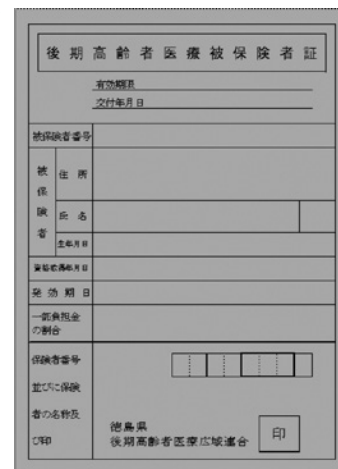 後期高齢者医療被保険者証
有効期限
交付年月日
被保険者番号
被保険者
住所
氏名
生年月日
資格取得年月日
発効期日
一部負担金
の割合
保険者番号
並びに保険
者の名称及
び印
徳島県
後期高齢者医療広域連合
印